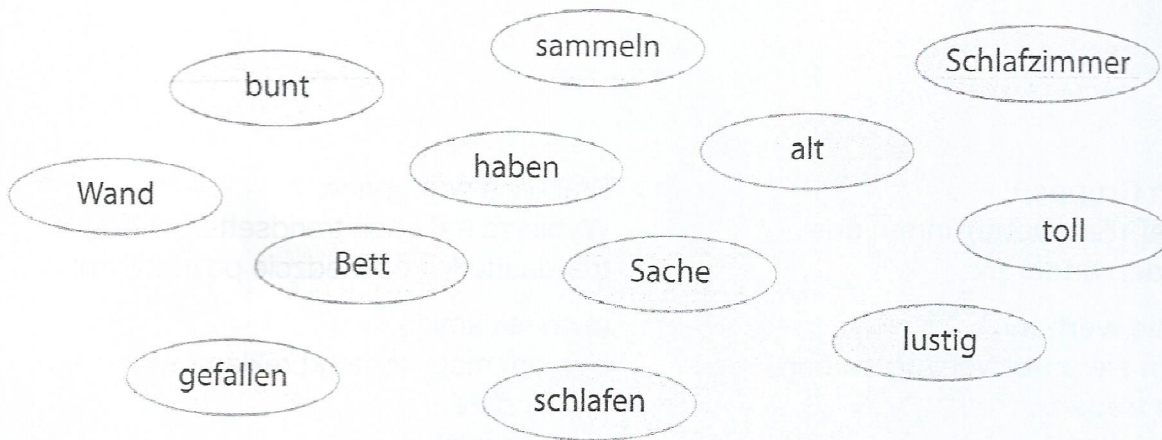 sammeln
Schlafzimmer
bunt
alt
haben
Wand
toll
Bett
Sache
lustig
gefallen
schlafen